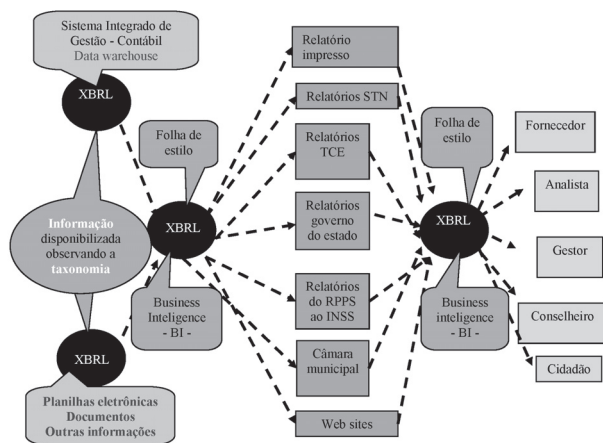 Sistema Integrado de
Gestão - Contábil
Data warehouse
XBRL
Informação
disponibilizada
observando a
taxonomia
XBRL
Planilhas eletrônicas
Documentos
Outras informações
Folha de
estilo
XBRL
Business
Inteligence
- BI -
Relatório
impresso
Relatórios STN
Relatórios
TCE
Relatórios
governo
do estado
Relatórios
do RPPS
ao INSS
Câmara
municipal
Web sites
Folha de
estilo
XBRL
Business
inteligence
- BI -
Fornecedor
Analista
Gestor
Conselheiro
Cidadão